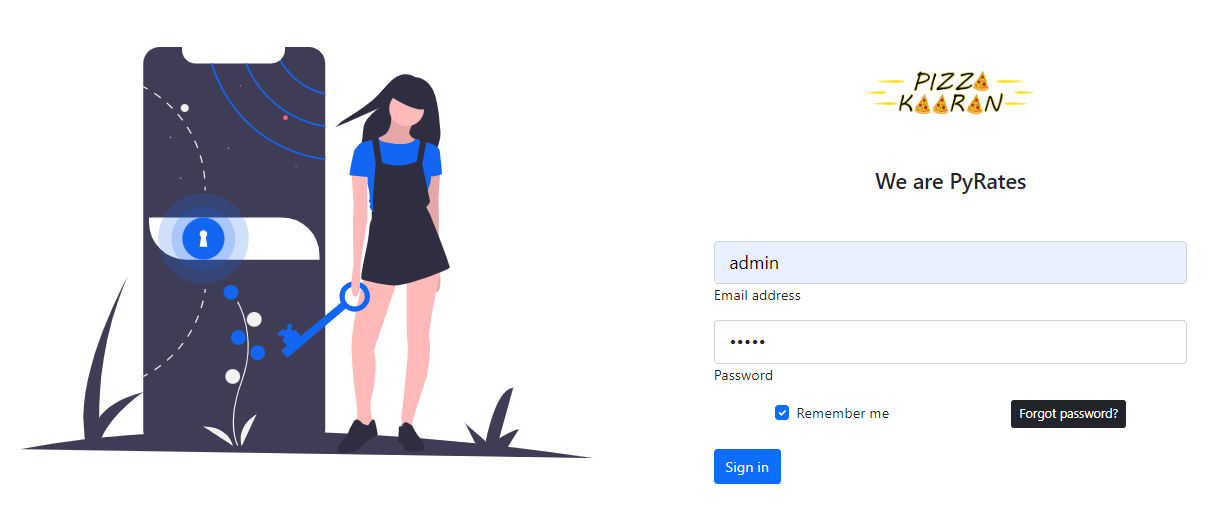 PIZZA
KAARAN
We are PyRates
admin
Email address
•••••
Password
Remember me
Forgot password?
Sign in